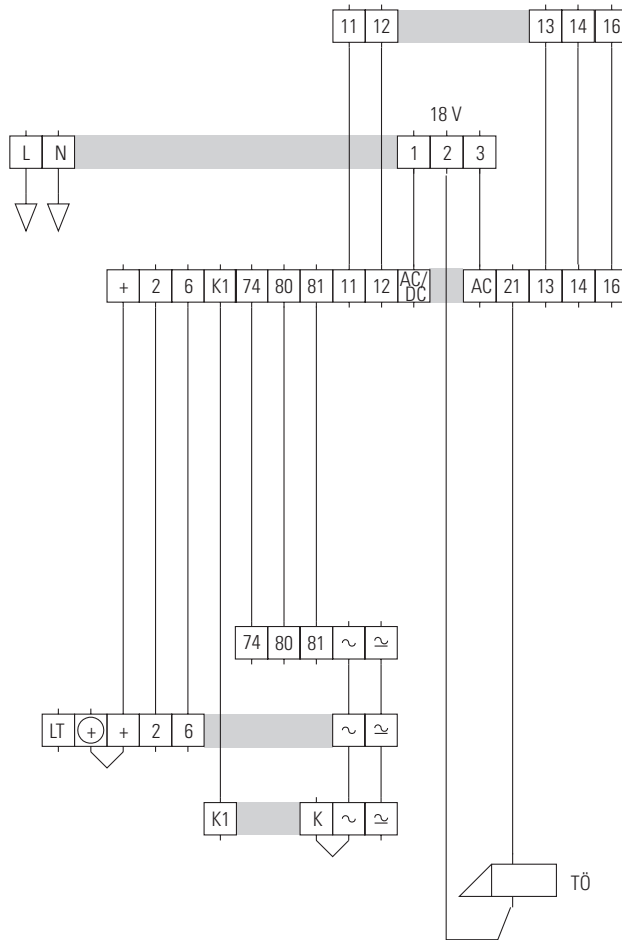 11 12 13 14 16
18 V
L N 1 2 3
+ 2 6 K1 74 80 81 11 12 AC/DC AC 21 13 14 16
74 80 81 ~ ≃
LT + + 2 6 ~ ≃
K1 K ~ ≃
TÖ